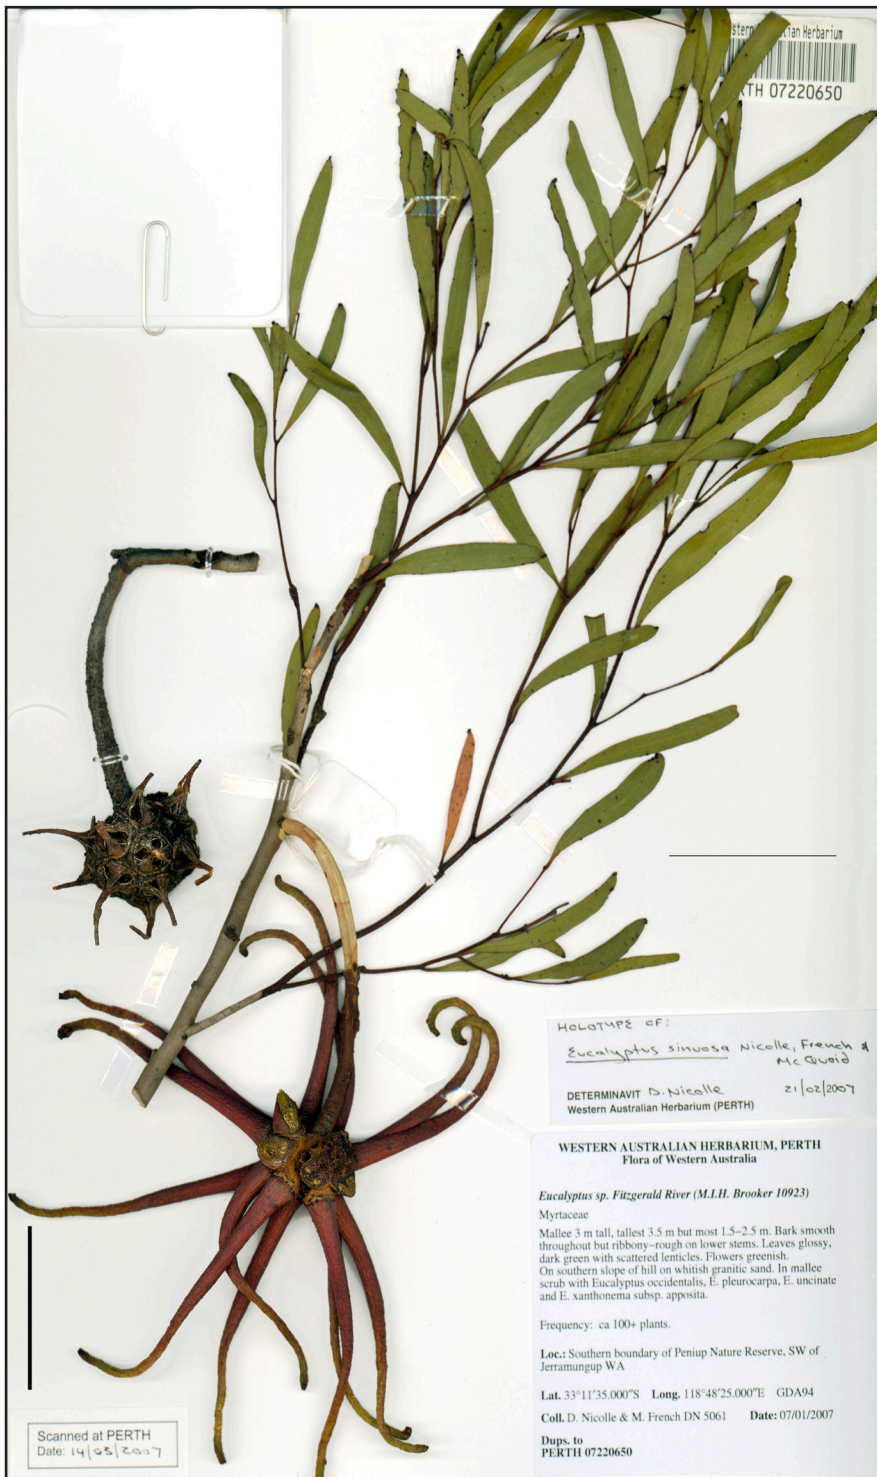 stern
lian Herbarium
TH 07220650
HOLOTYPE OF:
Eucalyptus sinuosa Nicolle, French &
McQuoid
DETERMINAVIT D. Nicolle 21/02/2007
Western Australian Herbarium (PERTH)
WESTERN AUSTRALIAN HERBARIUM, PERTH
Flora of Western Australia
Eucalyptus sp. Fitzgerald River (M.I.H. Brooker 10923)
Myrtaceae
Mallee 3 m tall, tallest 3.5 m but most 1.5–2.5 m. Bark smooth
throughout but ribbony–rough on lower stems. Leaves glossy,
dark green with scattered lenticles. Flowers greenish.
On southern slope of hill on whitish granitic sand. In mallee
scrub with Eucalyptus occidentalis, E. pleurocarpa, E. uncinate
and E. xanthonema subsp. apposita.
Frequency: ca 100+ plants.
Loc.: Southern boundary of Peniup Nature Reserve, SW of
Jerramungup WA
Lat. 33°11'35.000"S Long. 118°48'25.000"E GDA94
Coll. D. Nicolle & M. French DN 5061 Date: 07/01/2007
Dups. to
PERTH 07220650
Scanned at PERTH
Date: 14/03/2007